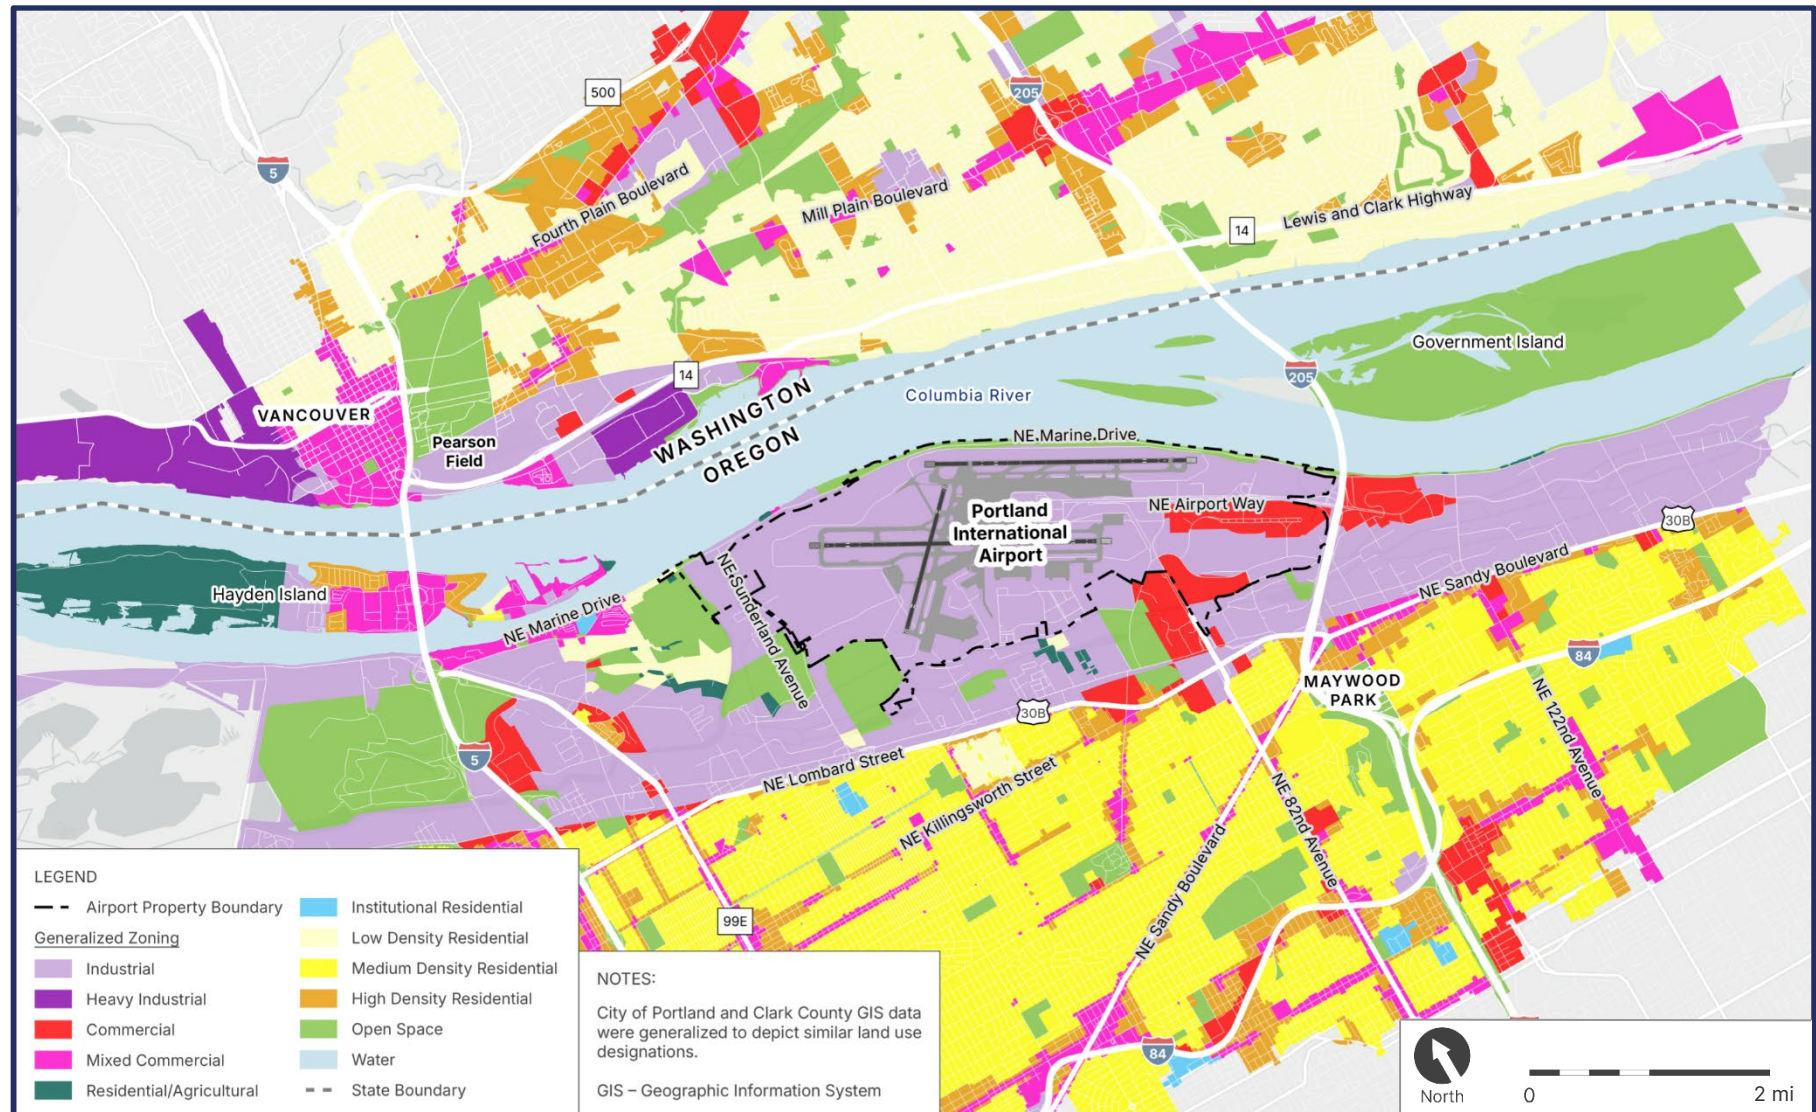 500
205
5
Fourth Plain Boulevard
Mill Plain Boulevard
Lewis and Clark Highway
14
Government Island
205
14
Columbia River
VANCOUVER
Pearson
Field
WASHINGTON
OREGON
NE Marine Drive
NE Airport Way
Portland
International
Airport
30B
NE Sandy Boulevard
Hayden Island
NE Marine Drive
NE Sunderland Avenue
84
MAYWOOD
PARK
30B
NE 122nd Avenue
5
NE Lombard Street
NE Killingsworth Street
NE 82nd Avenue
NE Sandy Boulevard
99E
84
LEGEND
Airport Property Boundary
Generalized Zoning
Industrial
Heavy Industrial
Commercial
Mixed Commercial
Residential/Agricultural
Institutional Residential
Low Density Residential
Medium Density Residential
High Density Residential
Open Space
Water
State Boundary
NOTES:
City of Portland and Clark County GIS data
were generalized to depict similar land use
designations.
GIS – Geographic Information System
North
0
2 mi